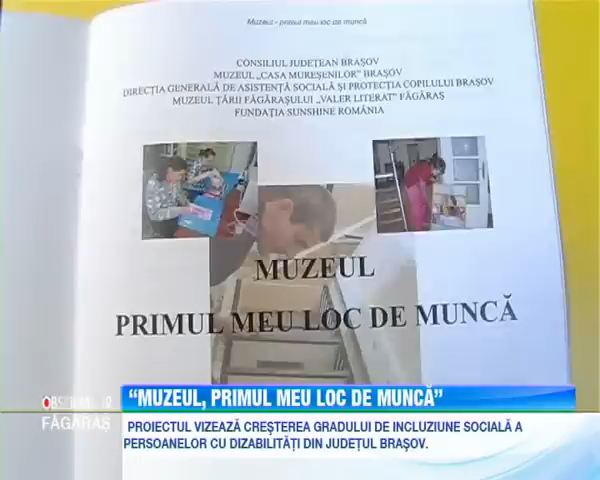 Muzeul - primul meu loc de muncă
CONSILIUL JUDEȚEAN BRAȘOV
MUZEUL „CASA MUREȘENILOR” BRAȘOV
DIRECȚIA GENERALĂ DE ASISTENȚĂ SOCIALĂ ȘI PROTECȚIA COPILULUI BRAȘOV
MUZEUL ȚĂRII FĂGĂRAȘULUI „VALER LITERAT” FĂGĂRAȘ
FUNDAȚIA SUNSHINE ROMÂNIA
MUZEUL
PRIMUL MEU LOC DE MUNCĂ
“MUZEUL, PRIMUL MEU LOC DE MUNCĂ”
FĂGĂRAȘ
PROIECTUL VIZEAZĂ CREȘTEREA GRADULUI DE INCLUZIUNE SOCIALĂ A
PERSOANELOR CU DIZABILITĂȚI DIN JUDEȚUL BRAȘOV.